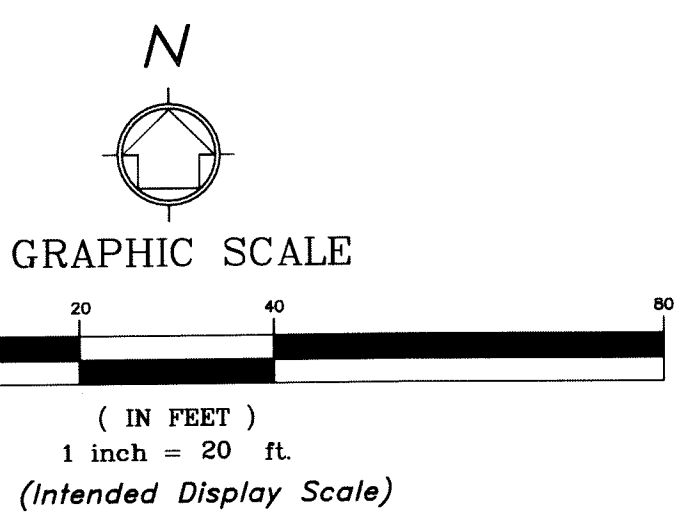 N
GRAPHIC SCALE
20 40 80
( IN FEET )
1 inch = 20 ft.
(Intended Display Scale)